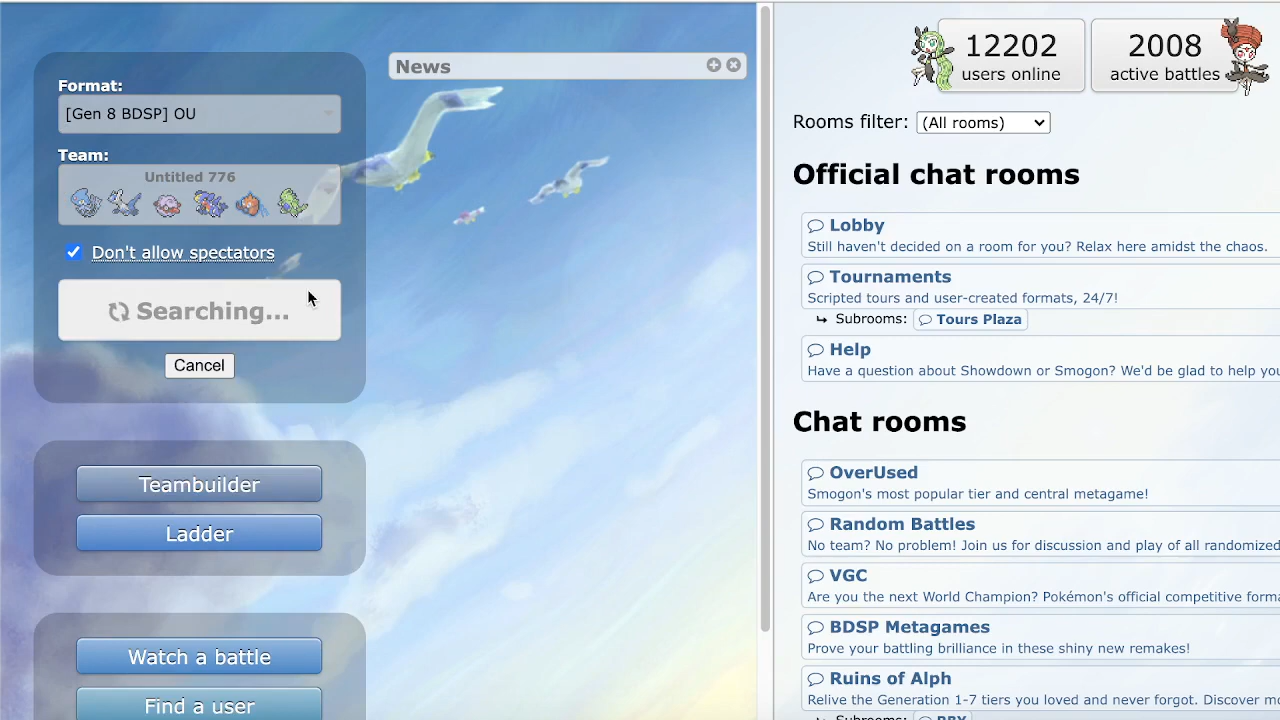 Format:
[Gen 8 BDSP] OU
Team:
Untitled 776
Don't allow spectators
Searching...
Cancel
Teambuilder
Ladder
Watch a battle
Find a user
News
12202
users online
2008
active battles
Rooms filter: (All rooms)
Official chat rooms
Lobby
Still haven't decided on a room for you? Relax here amidst the chaos.
Tournaments
Scripted tours and user-created formats, 24/7!
↳ Subrooms: Tours Plaza
Help
Have a question about Showdown or Smogon? We'd be glad to help you
Chat rooms
OverUsed
Smogon's most popular tier and central metagame!
Random Battles
No team? No problem! Join us for discussion and play of all randomized
VGC
Are you the next World Champion? Pokémon's official competitive forma
BDSP Metagames
Prove your battling brilliance in these shiny new remakes!
Ruins of Alph
Relive the Generation 1-7 tiers you loved and never forgot. Discover mo
↳ Subrooms: RBY